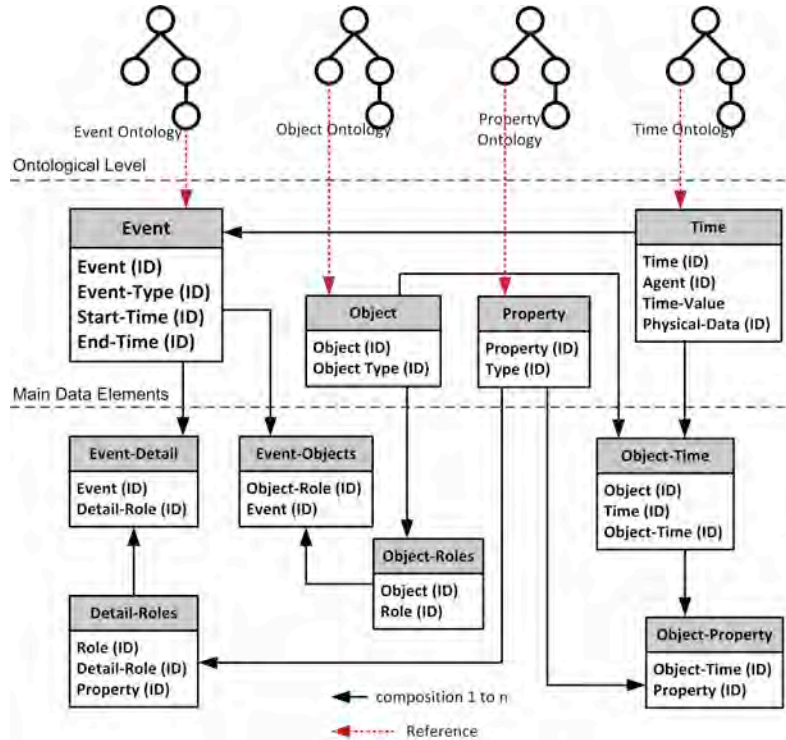 Event Ontology
Object Ontology
Property
Ontology
Time Ontology
Ontological Level
Event
Event (ID)
Event-Type (ID)
Start-Time (ID)
End-Time (ID)
Object
Object (ID)
Object Type (ID)
Property
Property (ID)
Type (ID)
Time
Time (ID)
Agent (ID)
Time-Value
Physical-Data (ID)
Main Data Elements
Event-Detail
Event (ID)
Detail-Role (ID)
Event-Objects
Object-Role (ID)
Event (ID)
Object-Time
Object (ID)
Time (ID)
Object-Time (ID)
Object-Roles
Object (ID)
Role (ID)
Detail-Roles
Role (ID)
Detail-Role (ID)
Property (ID)
Object-Property
Object-Time (ID)
Property (ID)
composition 1 to n
Reference